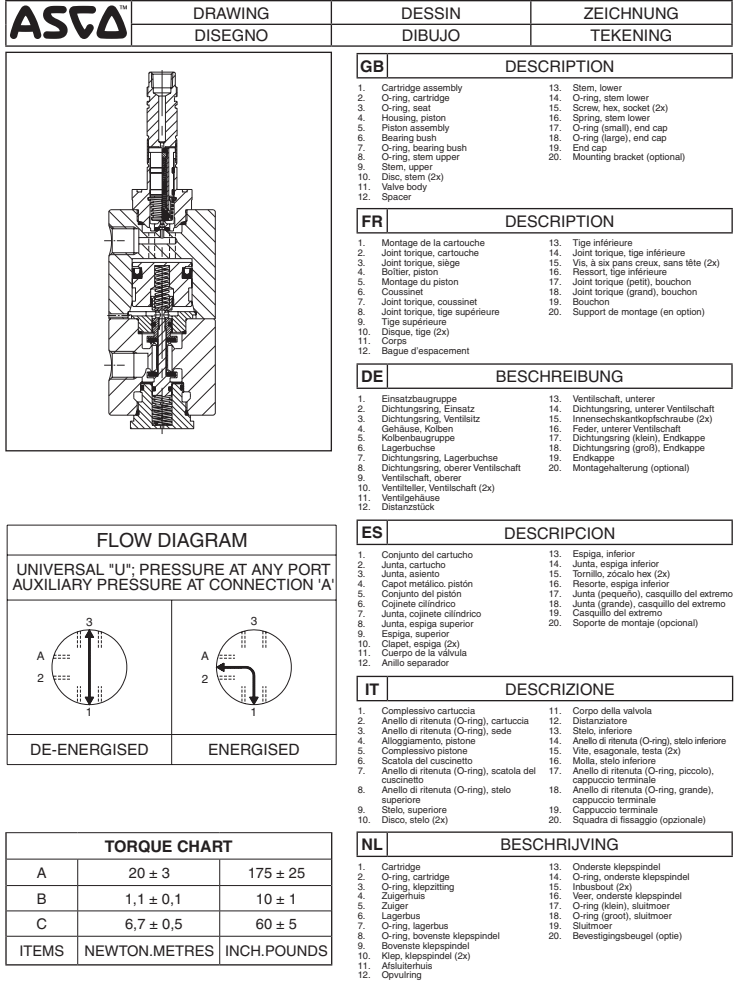 ASCO™
DRAWING DESSIN ZEICHNUNG
DISEGNO DIBUJO TEKENING
GB DESCRIPTION
1. Cartridge assembly
2. O-ring, cartridge
3. O-ring, seat
4. Housing, piston
5. Piston assembly
6. Bearing bush
7. O-ring, bearing bush
8. O-ring, stem upper
9. Stem, upper
10. Disc, stem (2x)
11. Valve body
12. Spacer
13. Stem, lower
14. O-ring, stem lower
15. Screw, hex, socket (2x)
16. Spring, stem lower
17. O-ring (small), end cap
18. O-ring (large), end cap
19. End cap
20. Mounting bracket (optional)
FR DESCRIPTION
1. Montage de la cartouche
2. Joint torique, cartouche
3. Joint torique, siège
4. Boîtier, piston
5. Montage du piston
6. Coussinet
7. Joint torique, coussinet
8. Joint torique, tige supérieure
9. Tige supérieure
10. Disque, tige (2x)
11. Corps
12. Bague d'espacement
13. Tige inférieure
14. Joint torique, tige inférieure
15. Vis, à six pans creux, sans tête (2x)
16. Ressort, tige inférieure
17. Joint torique (petit), bouchon
18. Joint torique (grand), bouchon
19. Bouchon
20. Support de montage (en option)
DE BESCHREIBUNG
1. Einsatzbaugruppe
2. Dichtungsring, Einsatz
3. Dichtungsring, Ventilsitz
4. Gehäuse, Kolben
5. Kolbenbaugruppe
6. Lagerbuchse
7. Dichtungsring, Lagerbuchse
8. Dichtungsring, oberer Ventilschaft
9. Ventilschaft, oberer
10. Ventilteller, Ventilschaft (2x)
11. Ventilgehäuse
12. Distanzstück
13. Ventilschaft, unterer
14. Dichtungsring, unterer Ventilschaft
15. Innensechskantkopfschraube (2x)
16. Feder, unterer Ventilschaft
17. Dichtungsring (klein), Endkappe
18. Dichtungsring (groß), Endkappe
19. Endkappe
20. Montagehalterung (optional)
FLOW DIAGRAM
UNIVERSAL "U"; PRESSURE AT ANY PORT
AUXILIARY PRESSURE AT CONNECTION 'A'
3
A
2
1
3
A
2
1
DE-ENERGISED ENERGISED
ES DESCRIPCION
1. Conjunto del cartucho
2. Junta, cartucho
3. Junta, asiento
4. Capot metálico. pistón
5. Conjunto del pistón
6. Cojinete cilíndrico
7. Junta, cojinete cilíndrico
8. Junta, espiga superior
9. Espiga, superior
10. Clapet, espiga (2x)
11. Cuerpo de la válvula
12. Anillo separador
13. Espiga, inferior
14. Junta, espiga inferior
15. Tornillo, zócalo hex (2x)
16. Resorte, espiga inferior
17. Junta (pequeño), casquillo del extremo
18. Junta (grande), casquillo del extremo
19. Casquillo del extremo
20. Soporte de montaje (opcional)
IT DESCRIZIONE
1. Complessivo cartuccia
2. Anello di ritenuta (O-ring), cartuccia
3. Anello di ritenuta (O-ring), sede
4. Alloggiamento, pistone
5. Complessivo pistone
6. Scatola del cuscinetto
7. Anello di ritenuta (O-ring), scatola del
cuscinetto
8. Anello di ritenuta (O-ring), stelo
superiore
9. Stelo, superiore
10. Disco, stelo (2x)
11. Corpo della valvola
12. Distanziatore
13. Stelo, inferiore
14. Anello di ritenuta (O-ring), stelo inferiore
15. Vite, esagonale, testa (2x)
16. Molla, stelo inferiore
17. Anello di ritenuta (O-ring, piccolo),
cappuccio terminale
18. Anello di ritenuta (O-ring, grande),
cappuccio terminale
19. Cappuccio terminale
20. Squadra di fissaggio (opzionale)
TORQUE CHART
A 20 ± 3 175 ± 25
B 1,1 ± 0,1 10 ± 1
C 6,7 ± 0,5 60 ± 5
ITEMS NEWTON.METRES INCH.POUNDS
NL BESCHRIJVING
1. Cartridge
2. O-ring, cartridge
3. O-ring, klepzitting
4. Zuigerhuis
5. Zuiger
6. Lagerbus
7. O-ring, lagerbus
8. O-ring, bovenste klepspindel
9. Bovenste klepspindel
10. Klep, klepspindel (2x)
11. Afsluiterhuis
12. Opvulring
13. Onderste klepspindel
14. O-ring, onderste klepspindel
15. Inbusbout (2x)
16. Veer, onderste klepspindel
17. O-ring (klein), sluitmoer
18. O-ring (groot), sluitmoer
19. Sluitmoer
20. Bevestigingsbeugel (optie)